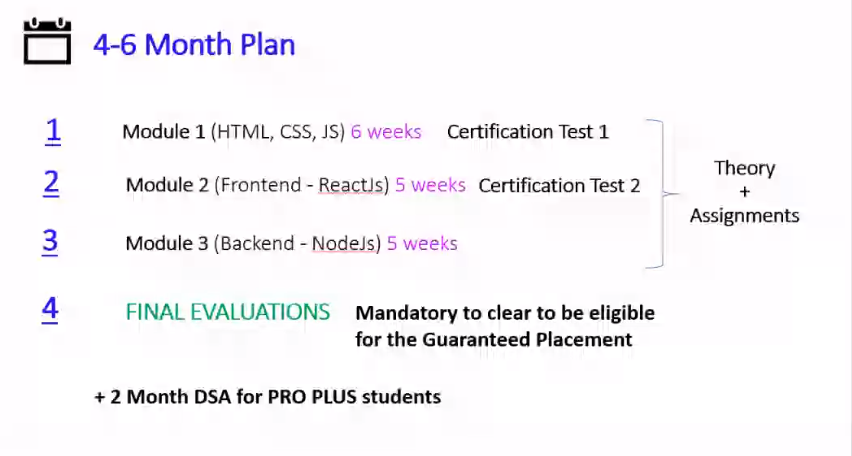 4-6 Month Plan
1 Module 1 (HTML, CSS, JS) 6 weeks Certification Test 1
2 Module 2 (Frontend - ReactJs) 5 weeks Certification Test 2
Theory
+
Assignments
3 Module 3 (Backend - NodeJs) 5 weeks
4 FINAL EVALUATIONS Mandatory to clear to be eligible
for the Guaranteed Placement
+ 2 Month DSA for PRO PLUS students